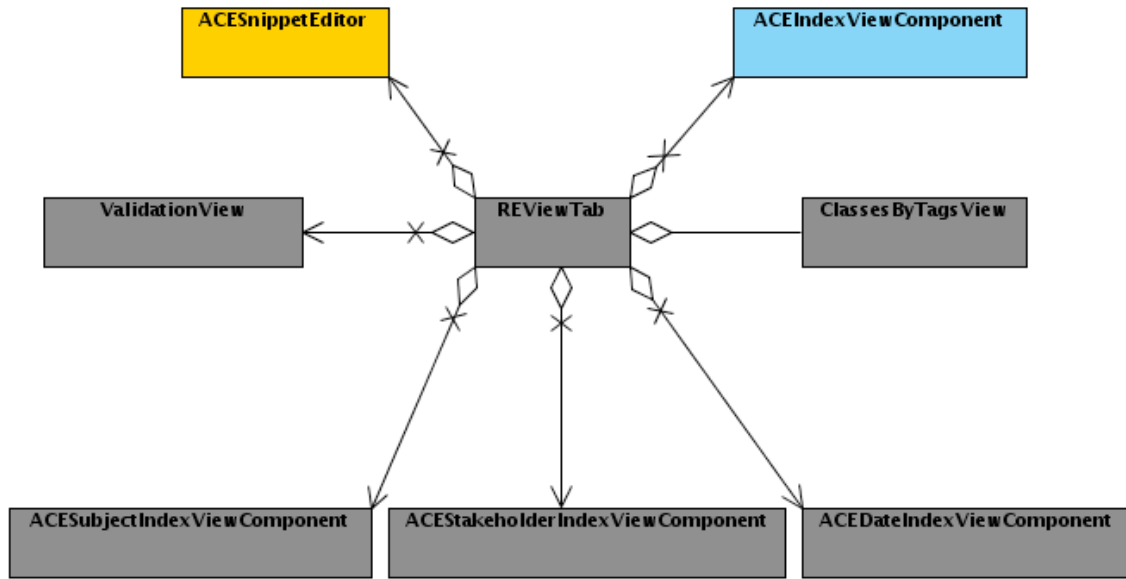 ACESnippetEditor
ACEIndexViewComponent
ValidationView
REViewTab
ClassesByTagsView
ACESubjectIndexViewComponent
ACEStakeholderIndexViewComponent
ACEDateIndexViewComponent